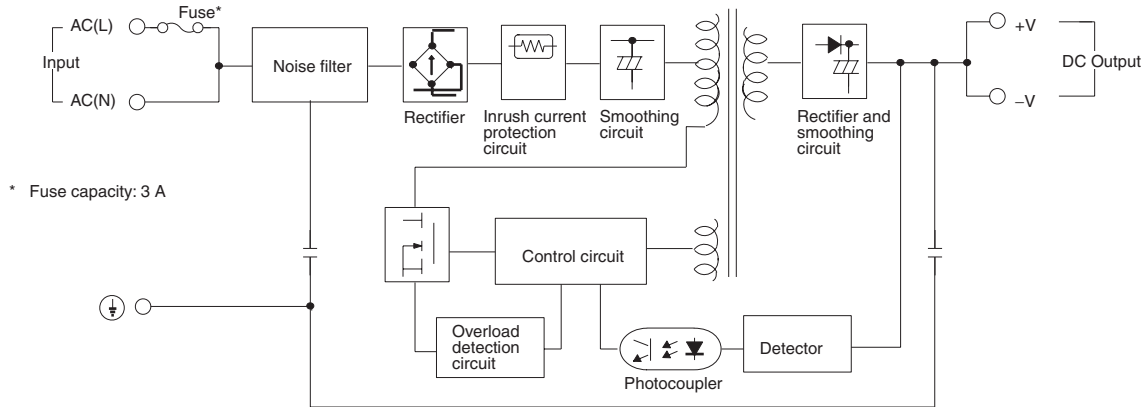 Fuse*
AC(L)
Input
AC(N)
Noise filter
Rectifier
Inrush current
protection
circuit
Smoothing
circuit
Rectifier and
smoothing
circuit
+V
DC Output
−V
* Fuse capacity: 3 A
Control circuit
Overload
detection
circuit
Photocoupler
Detector